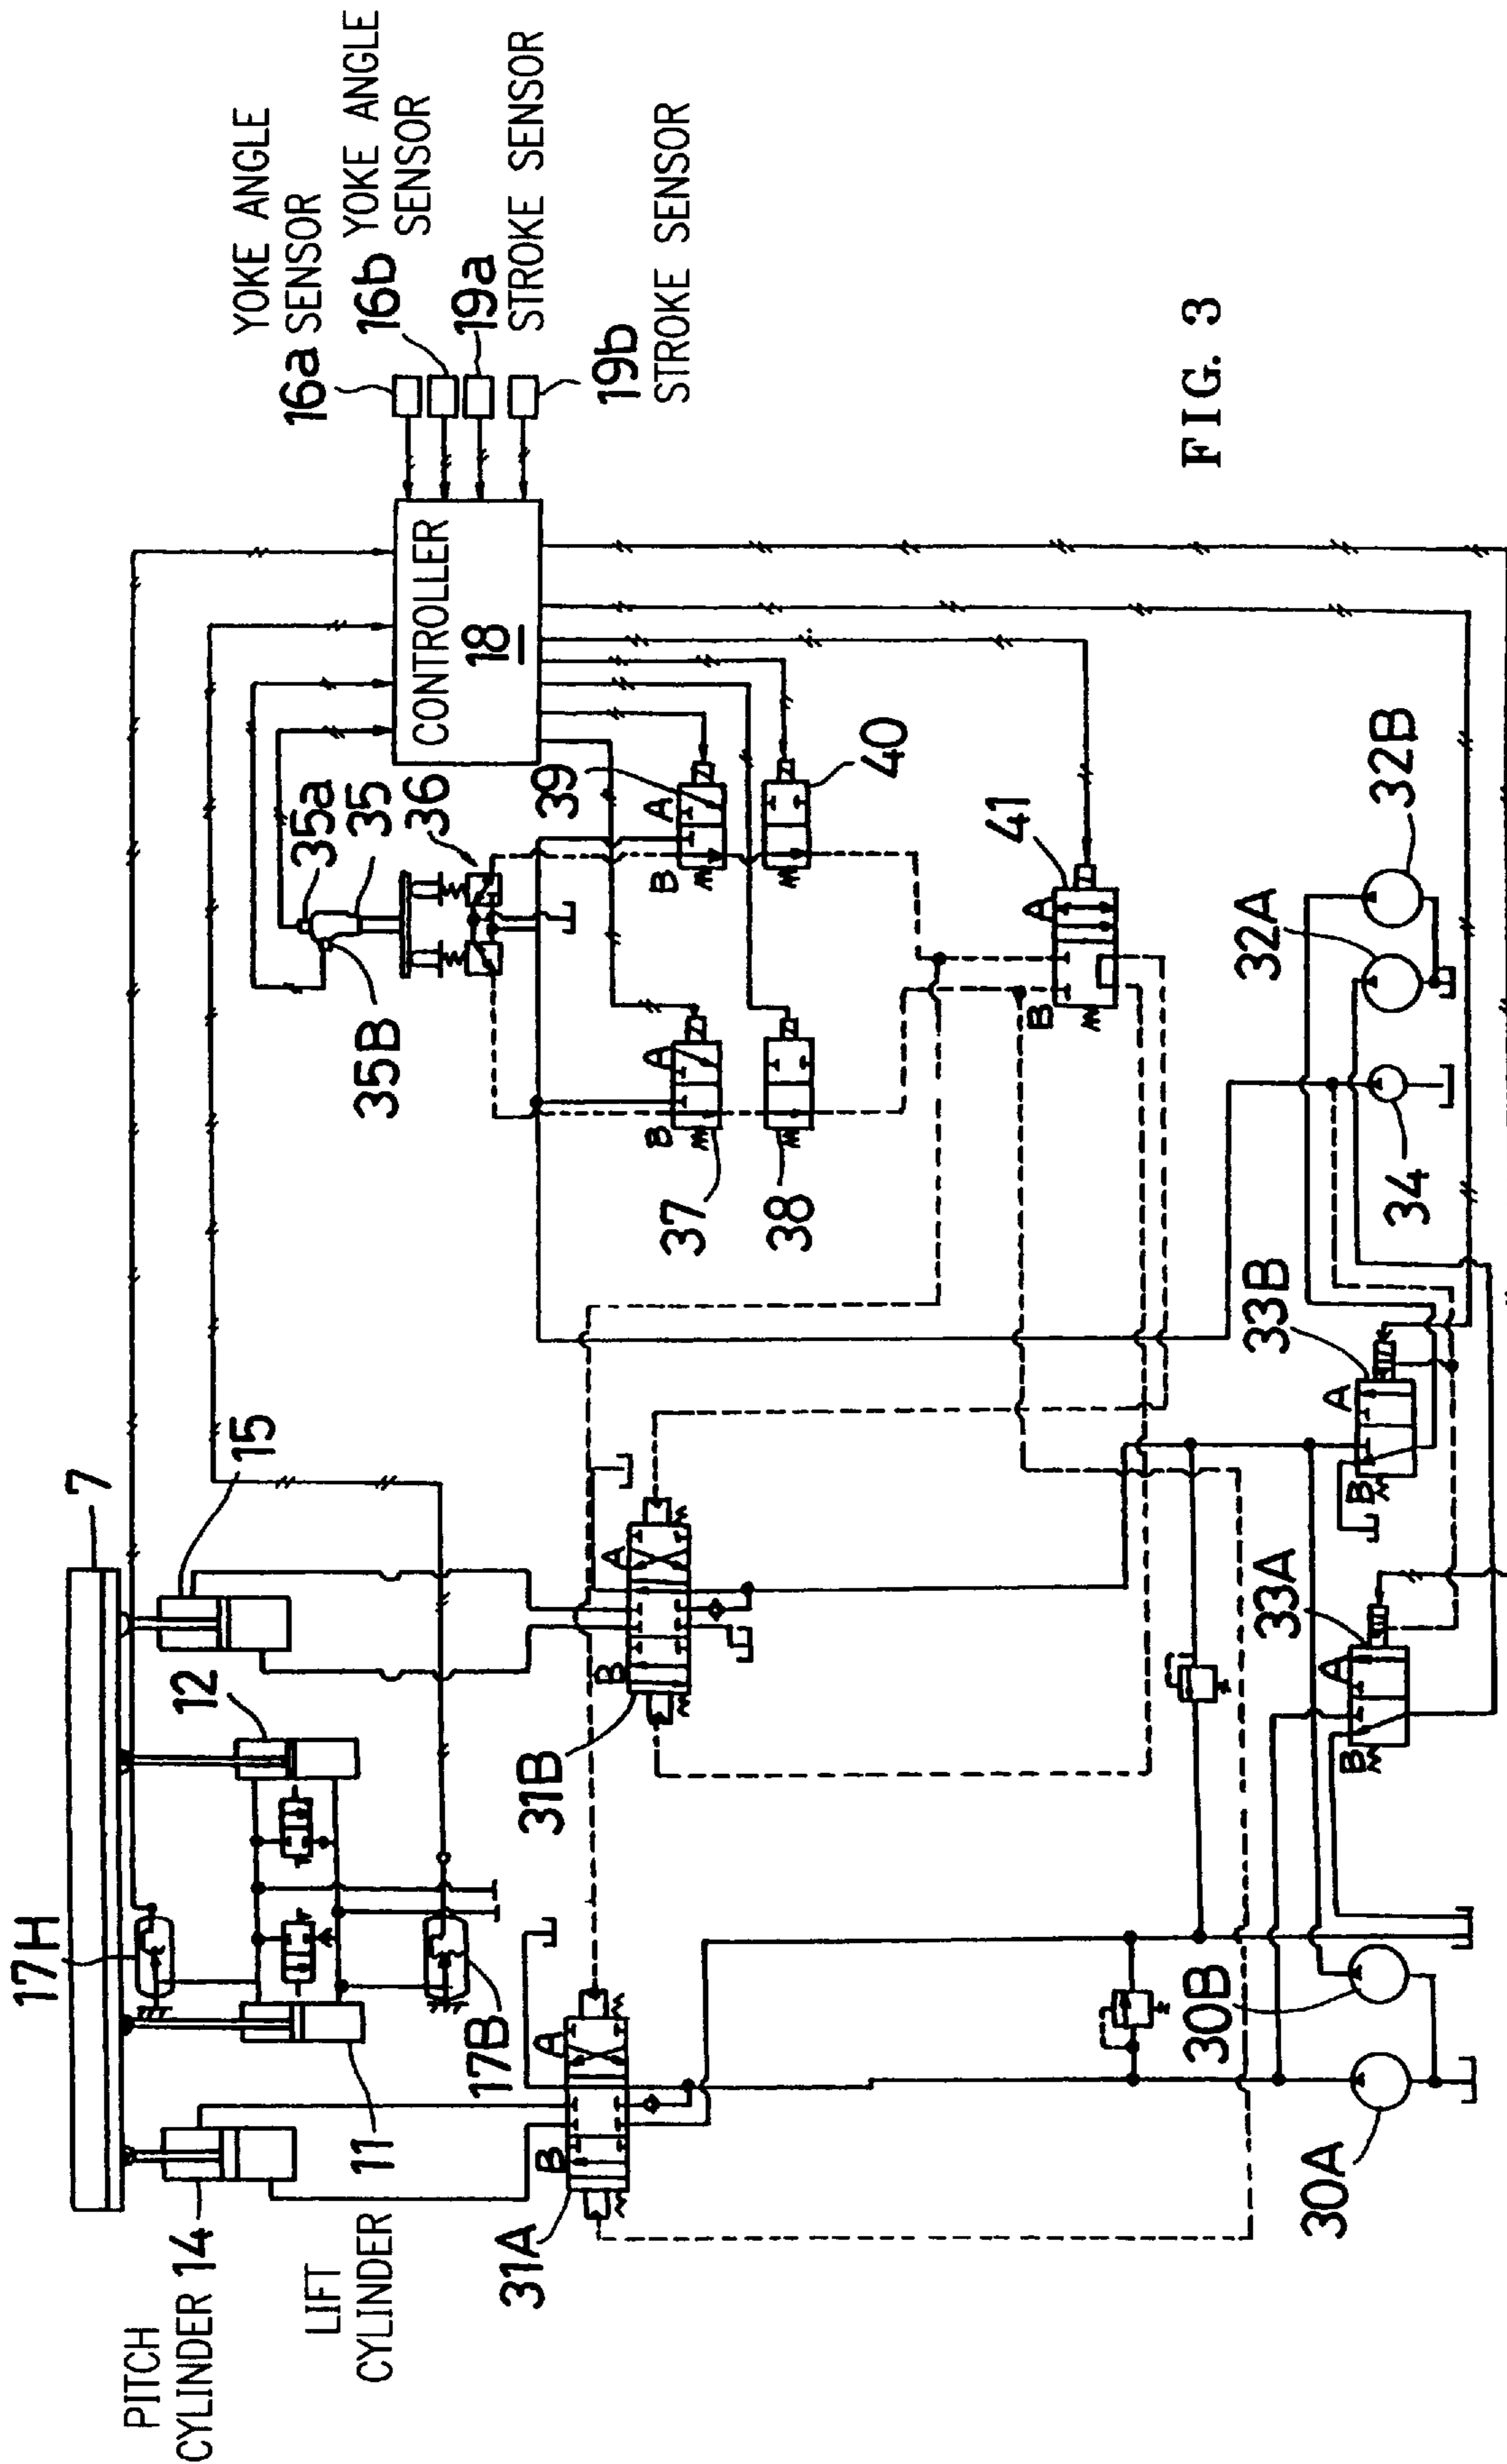 PITCH
CYLINDER 14
LIFT
CYLINDER
11
17H
7
12
15
17B
31A
A
B
31B
A
B
35a
35
35B
36
37
A
B
38
39
A
B
40
41
A
B
CONTROLLER
18
YOKE ANGLE
SENSOR
16a
YOKE ANGLE
SENSOR
16b
STROKE SENSOR
19a
STROKE SENSOR
19b
30A
30B
33A
A
B
33B
A
B
34
32A
32B
FIG. 3